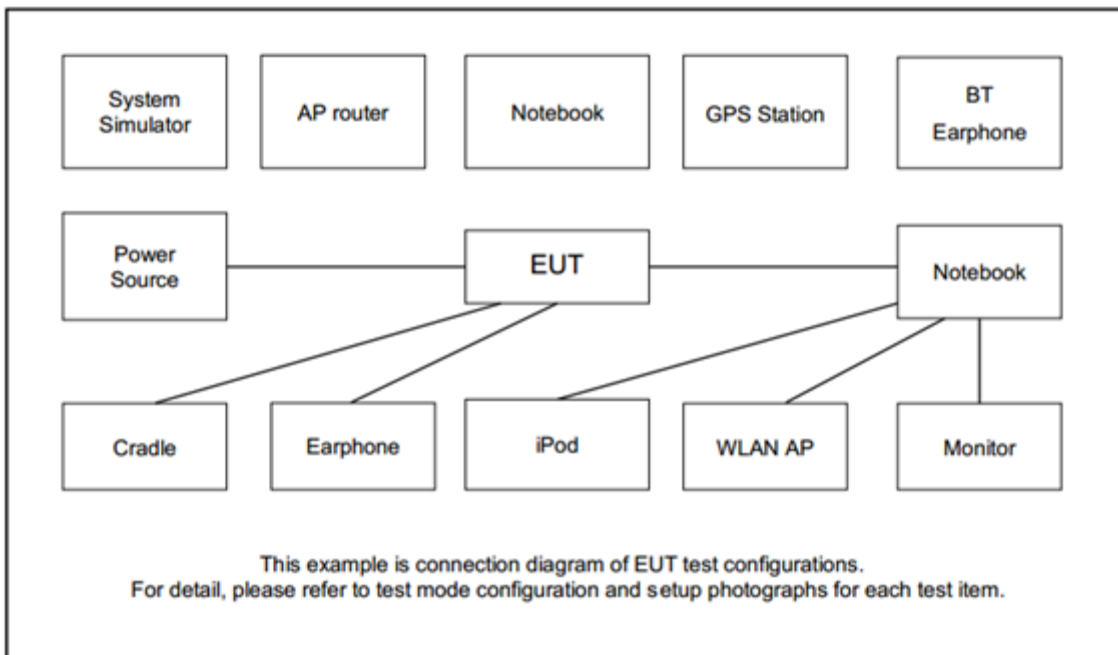 System
Simulator
AP router
Notebook
GPS Station
BT
Earphone
Power
Source
EUT
Notebook
Cradle
Earphone
iPod
WLAN AP
Monitor
This example is connection diagram of EUT test configurations.
For detail, please refer to test mode configuration and setup photographs for each test item.